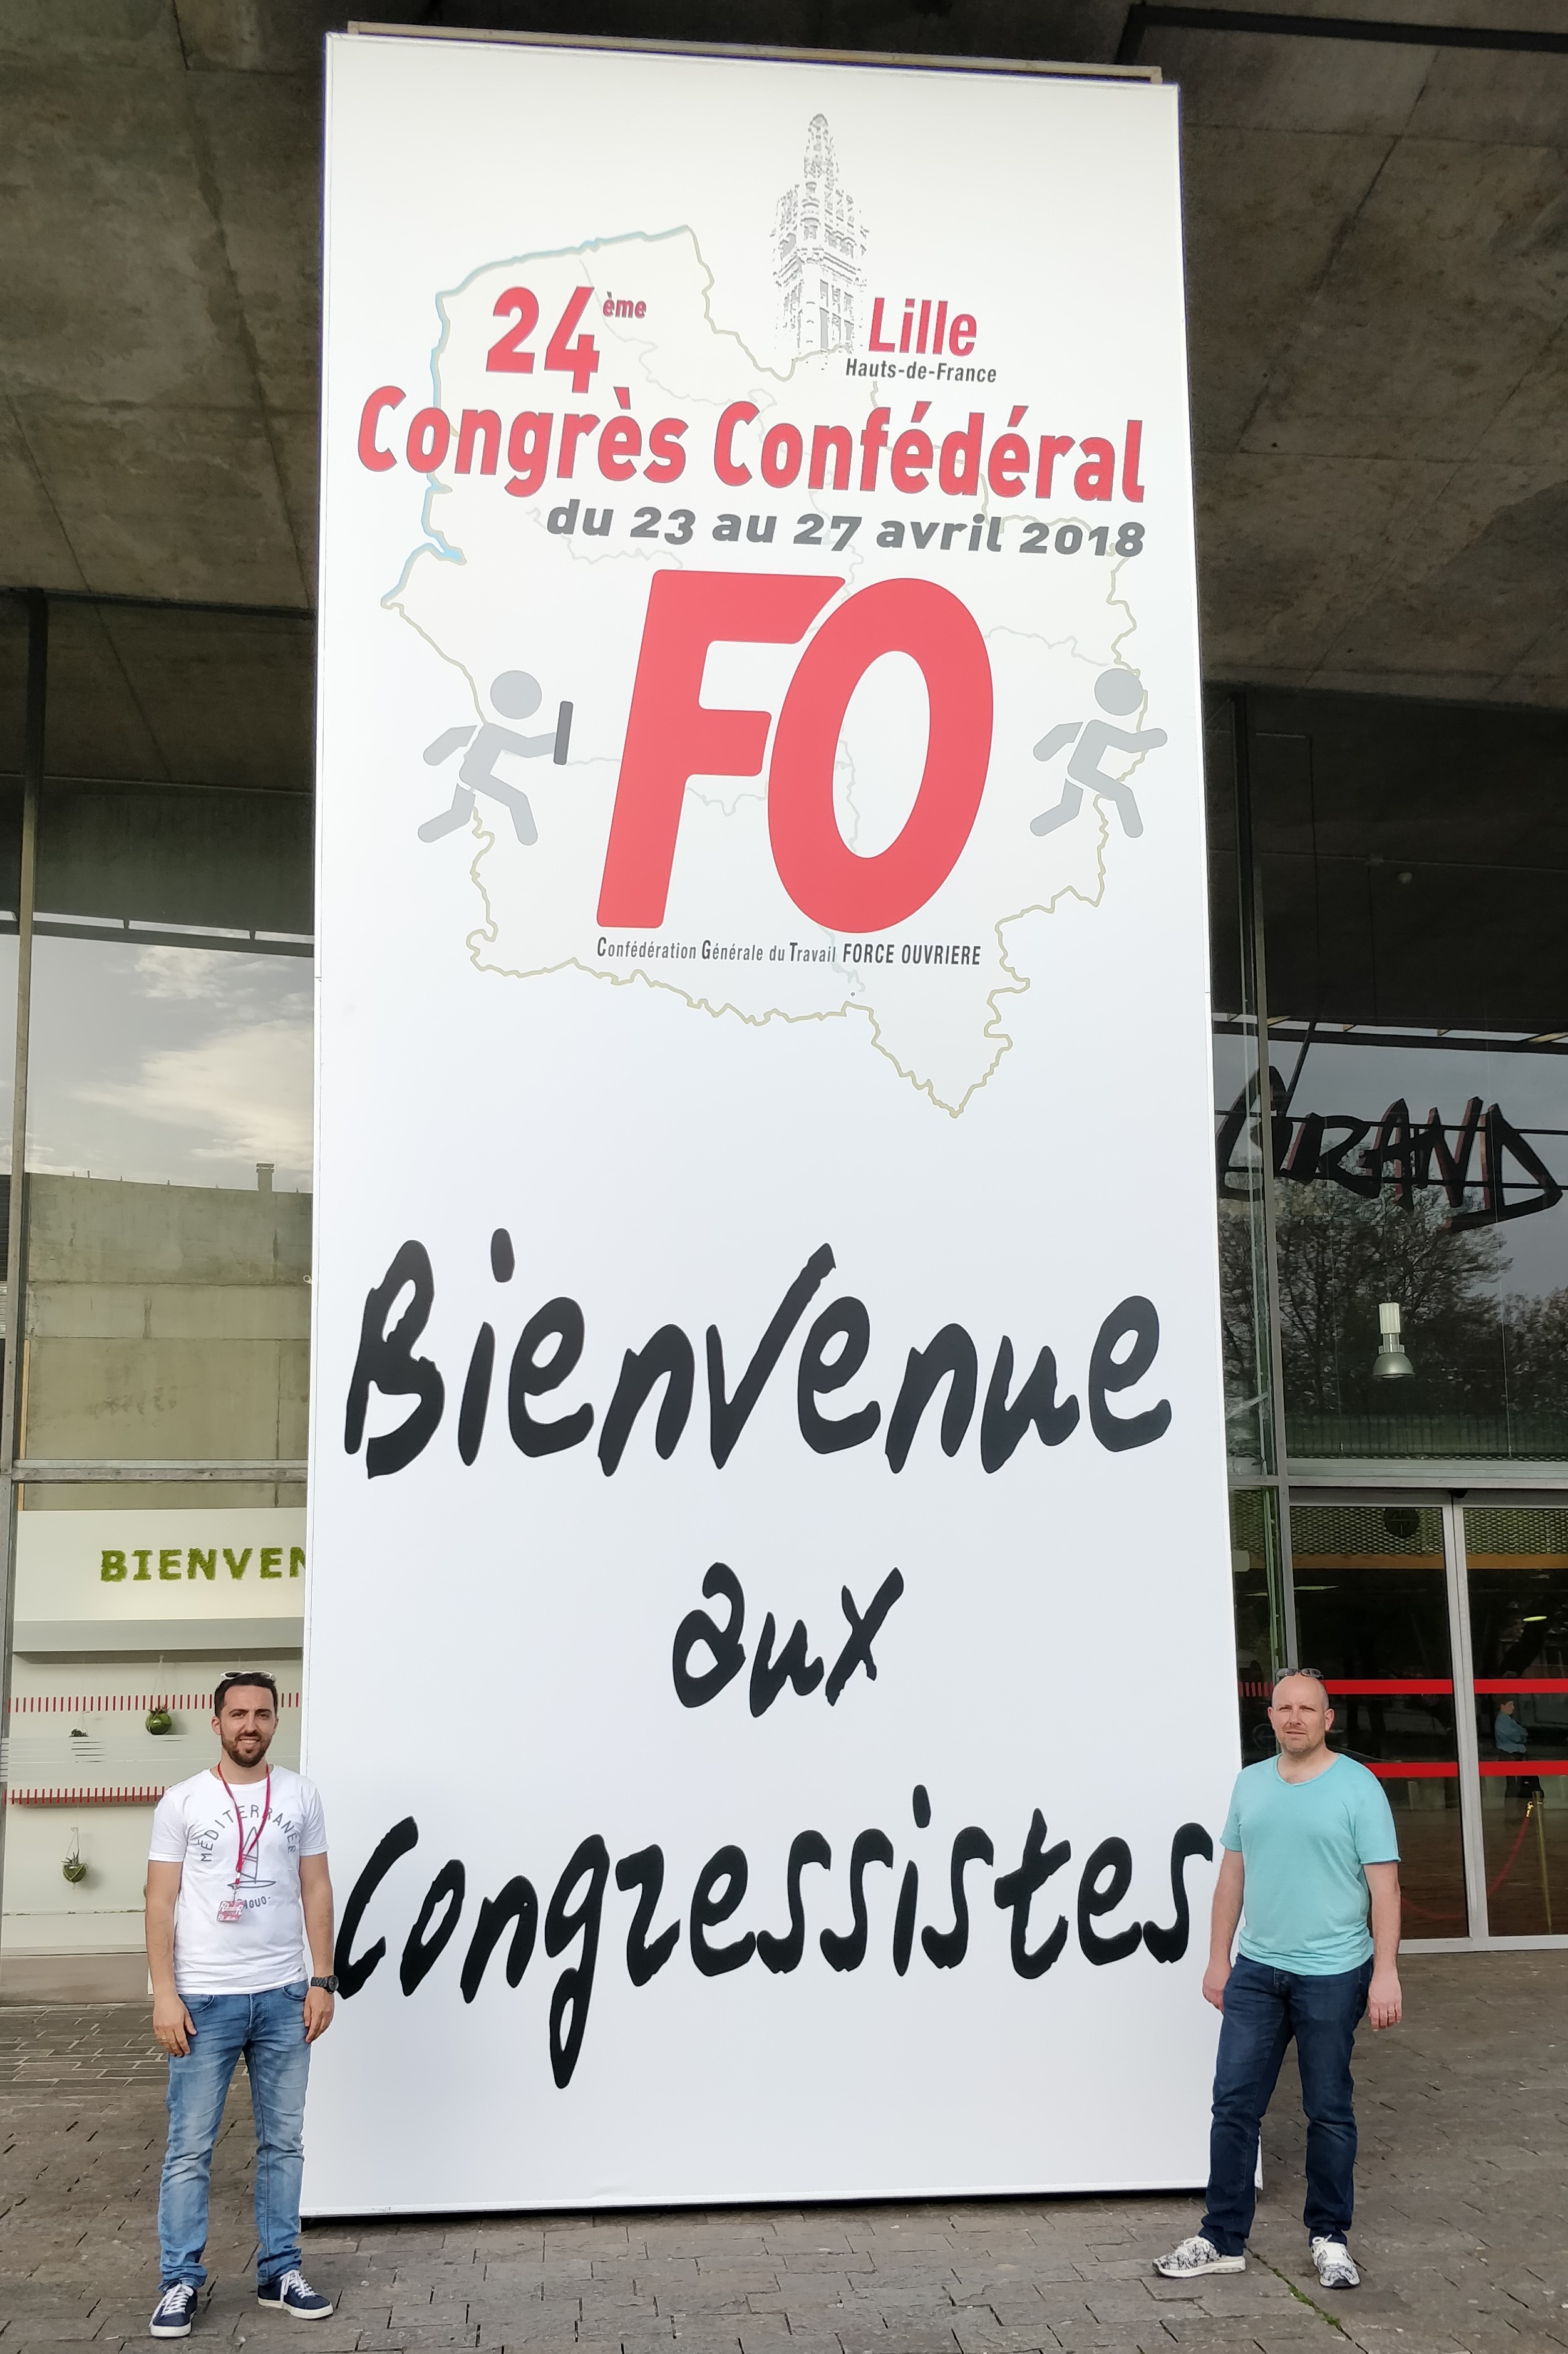 24ème
Lille
Hauts-de-France
Congrès Confédéral
du 23 au 27 avril 2018
FO
Confédération Générale du Travail FORCE OUVRIERE
Bienvenue
aux
Congressistes
GRAND
BIENVEN
MÉDITERRANÉE